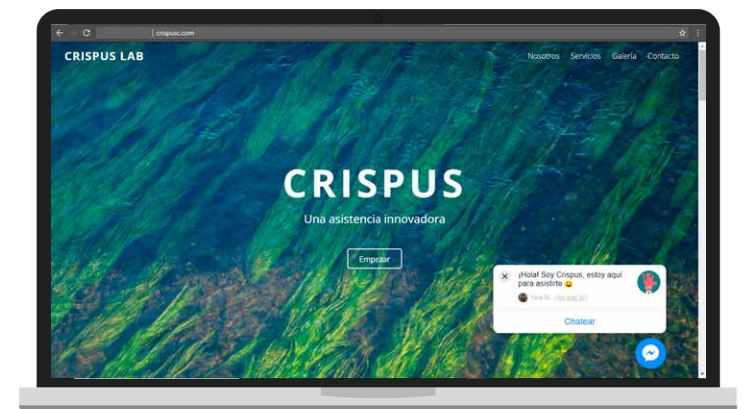 crispusc.com
CRISPUS LAB
Nosotros Servicios Galería Contacto
CRISPUS
Una asistencia innovadora
Empezar
¡Hola! Soy Crispus, estoy aquí
para asistirte 😀
Chatear